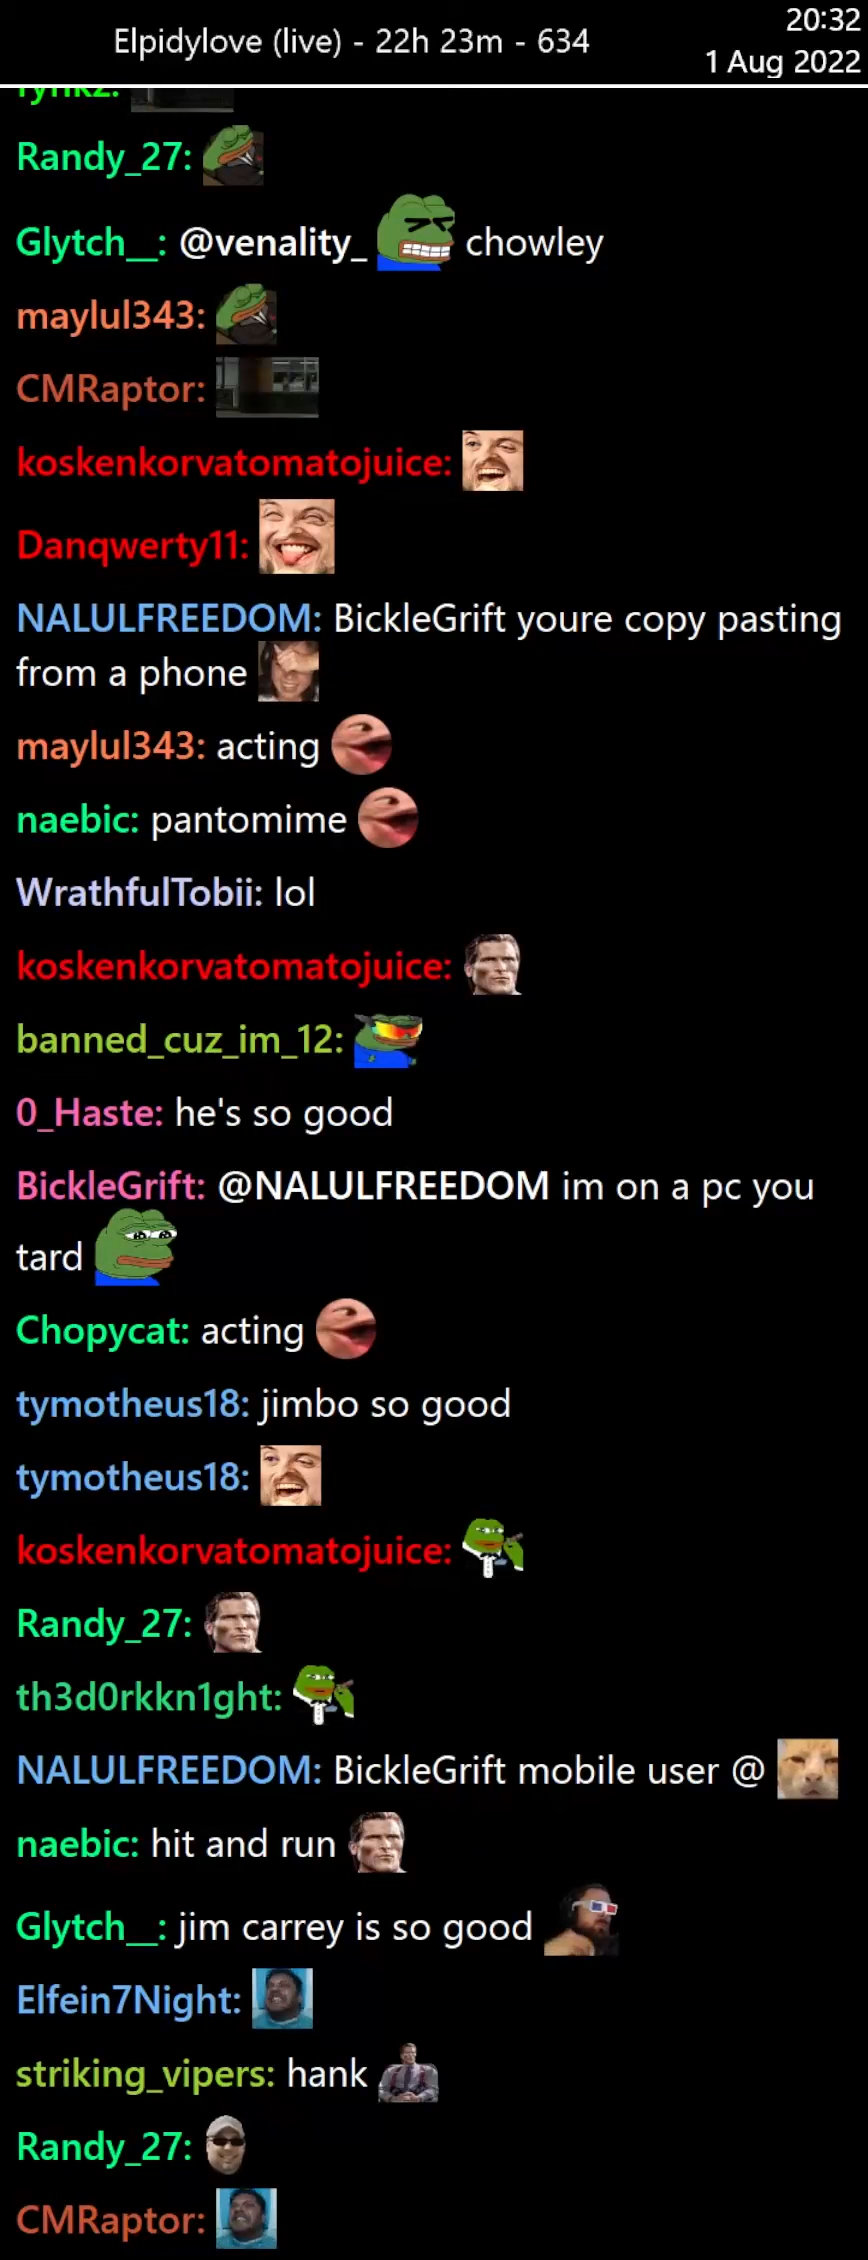 Elpidylove (live) - 22h 23m - 634
20:32
1 Aug 2022
Randy_27:
Glytch__: @venality_ chowley
maylul343:
CMRaptor:
koskenkorvatomatojuice:
Danqwerty11:
NALULFREEDOM: BickleGrift youre copy pasting
from a phone
maylul343: acting
naebic: pantomime
WrathfulTobii: lol
koskenkorvatomatojuice:
banned_cuz_im_12:
0_Haste: he's so good
BickleGrift: @NALULFREEDOM im on a pc you
tard
Chopycat: acting
tymotheus18: jimbo so good
tymotheus18:
koskenkorvatomatojuice:
Randy_27:
th3d0rkkn1ght:
NALULFREEDOM: BickleGrift mobile user @
naebic: hit and run
Glytch__: jim carrey is so good
Elfein7Night:
striking_vipers: hank
Randy_27:
CMRaptor: